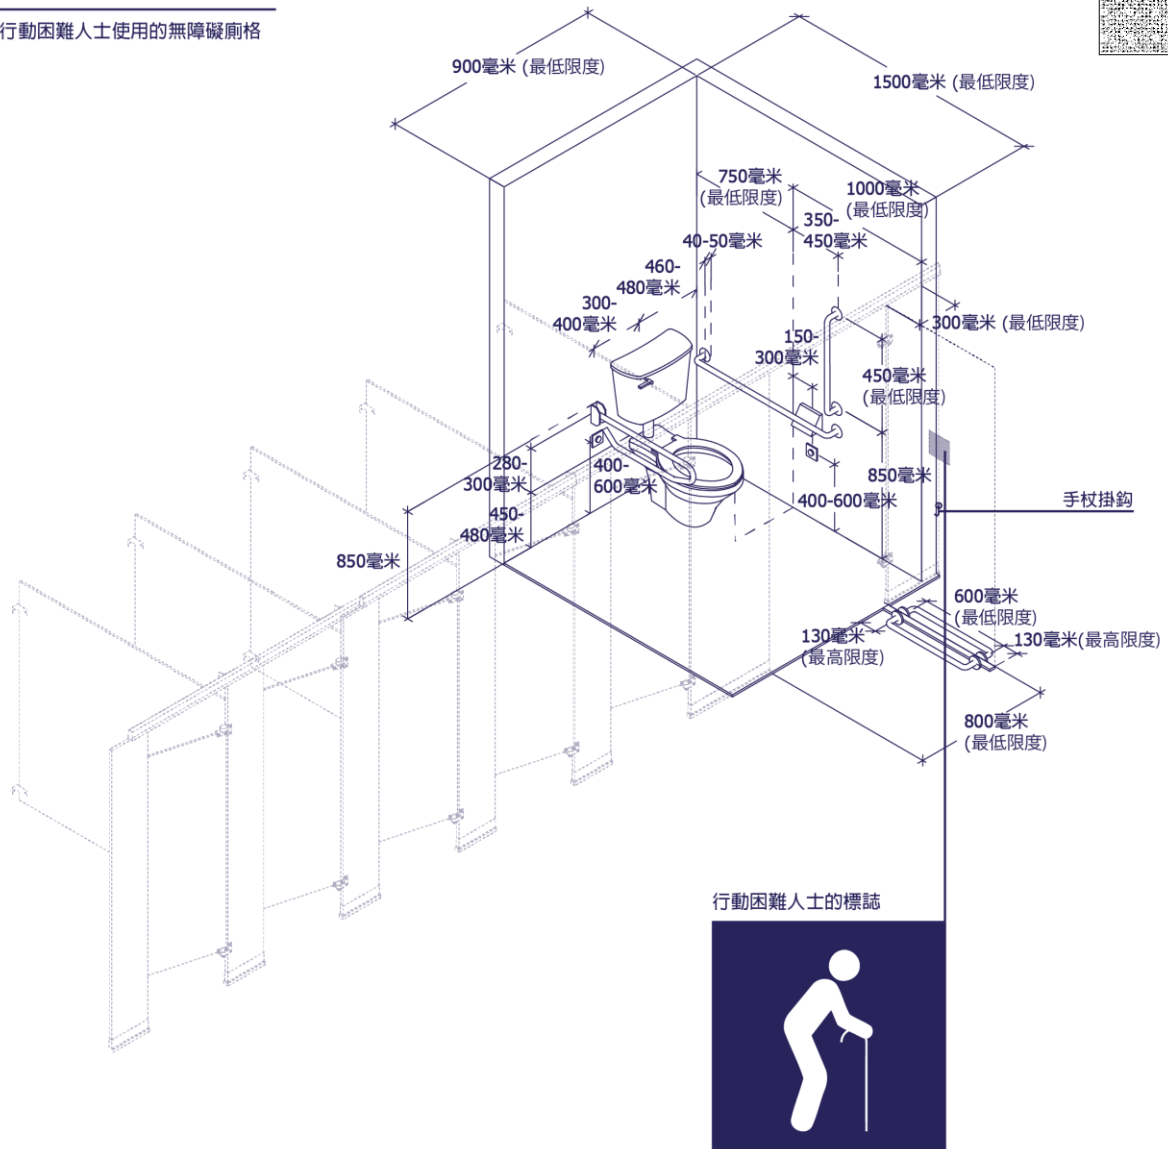 行動困難人士使用的無障礙廁格
900毫米 (最低限度)
1500毫米 (最低限度)
750毫米
(最低限度)
1000毫米
(最低限度)
350-
450毫米
40-50毫米
460-
480毫米
300-
400毫米
300毫米 (最低限度)
150-
300毫米
450毫米
(最低限度)
280-
300毫米
400-
600毫米
850毫米
400-600毫米
手杖掛鈎
450-
480毫米
850毫米
600毫米
(最低限度)
130毫米
(最高限度)
130毫米(最高限度)
800毫米
(最低限度)
行動困難人士的標誌